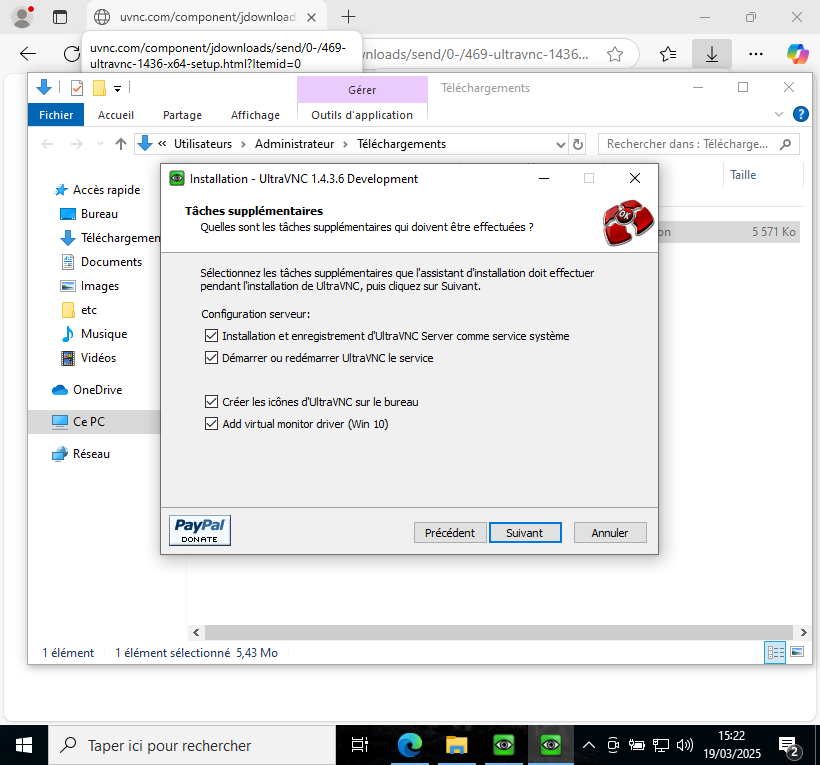 uvnc.com/component/jdownload
uvnc.com/component/jdownloads/send/0-/469-
ultravnc-1436-x64-setup.html?Itemid=0
nloads/send/0-/469-ultravnc-1436...
Gérer
Téléchargements
Fichier
Accueil
Partage
Affichage
Outils d'application
« Utilisateurs > Administrateur > Téléchargements
Rechercher dans : Télécharge...
Accès rapide
Bureau
Téléchargemen
Documents
Images
etc
Musique
Vidéos
OneDrive
Ce PC
Réseau
Taille
on
5 571 Ko
Installation - UltraVNC 1.4.3.6 Development
Tâches supplémentaires
Quelles sont les tâches supplémentaires qui doivent être effectuées ?
OK
Sélectionnez les tâches supplémentaires que l'assistant d'installation doit effectuer
pendant l'installation de UltraVNC, puis cliquez sur Suivant.
Configuration serveur:
Installation et enregistrement d'UltraVNC Server comme service système
Démarrer ou redémarrer UltraVNC le service
Créer les icônes d'UltraVNC sur le bureau
Add virtual monitor driver (Win 10)
PayPal
DONATE
Précédent
Suivant
Annuler
1 élément
1 élément sélectionné 5,43 Mo
Taper ici pour rechercher
15:22
19/03/2025
2